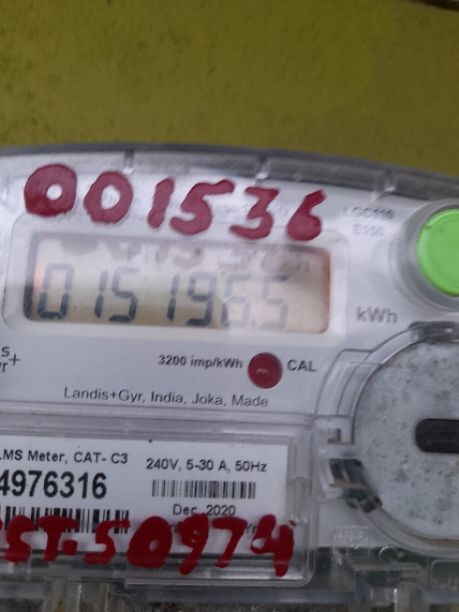 001536
E350
015196.5
kWh
3200 imp/kWh
CAL
Landis+Gyr, India, Joka, Made
LMS Meter, CAT- C3
240V, 5-30 A, 50Hz
4976316
Dec 2020
ST-50974